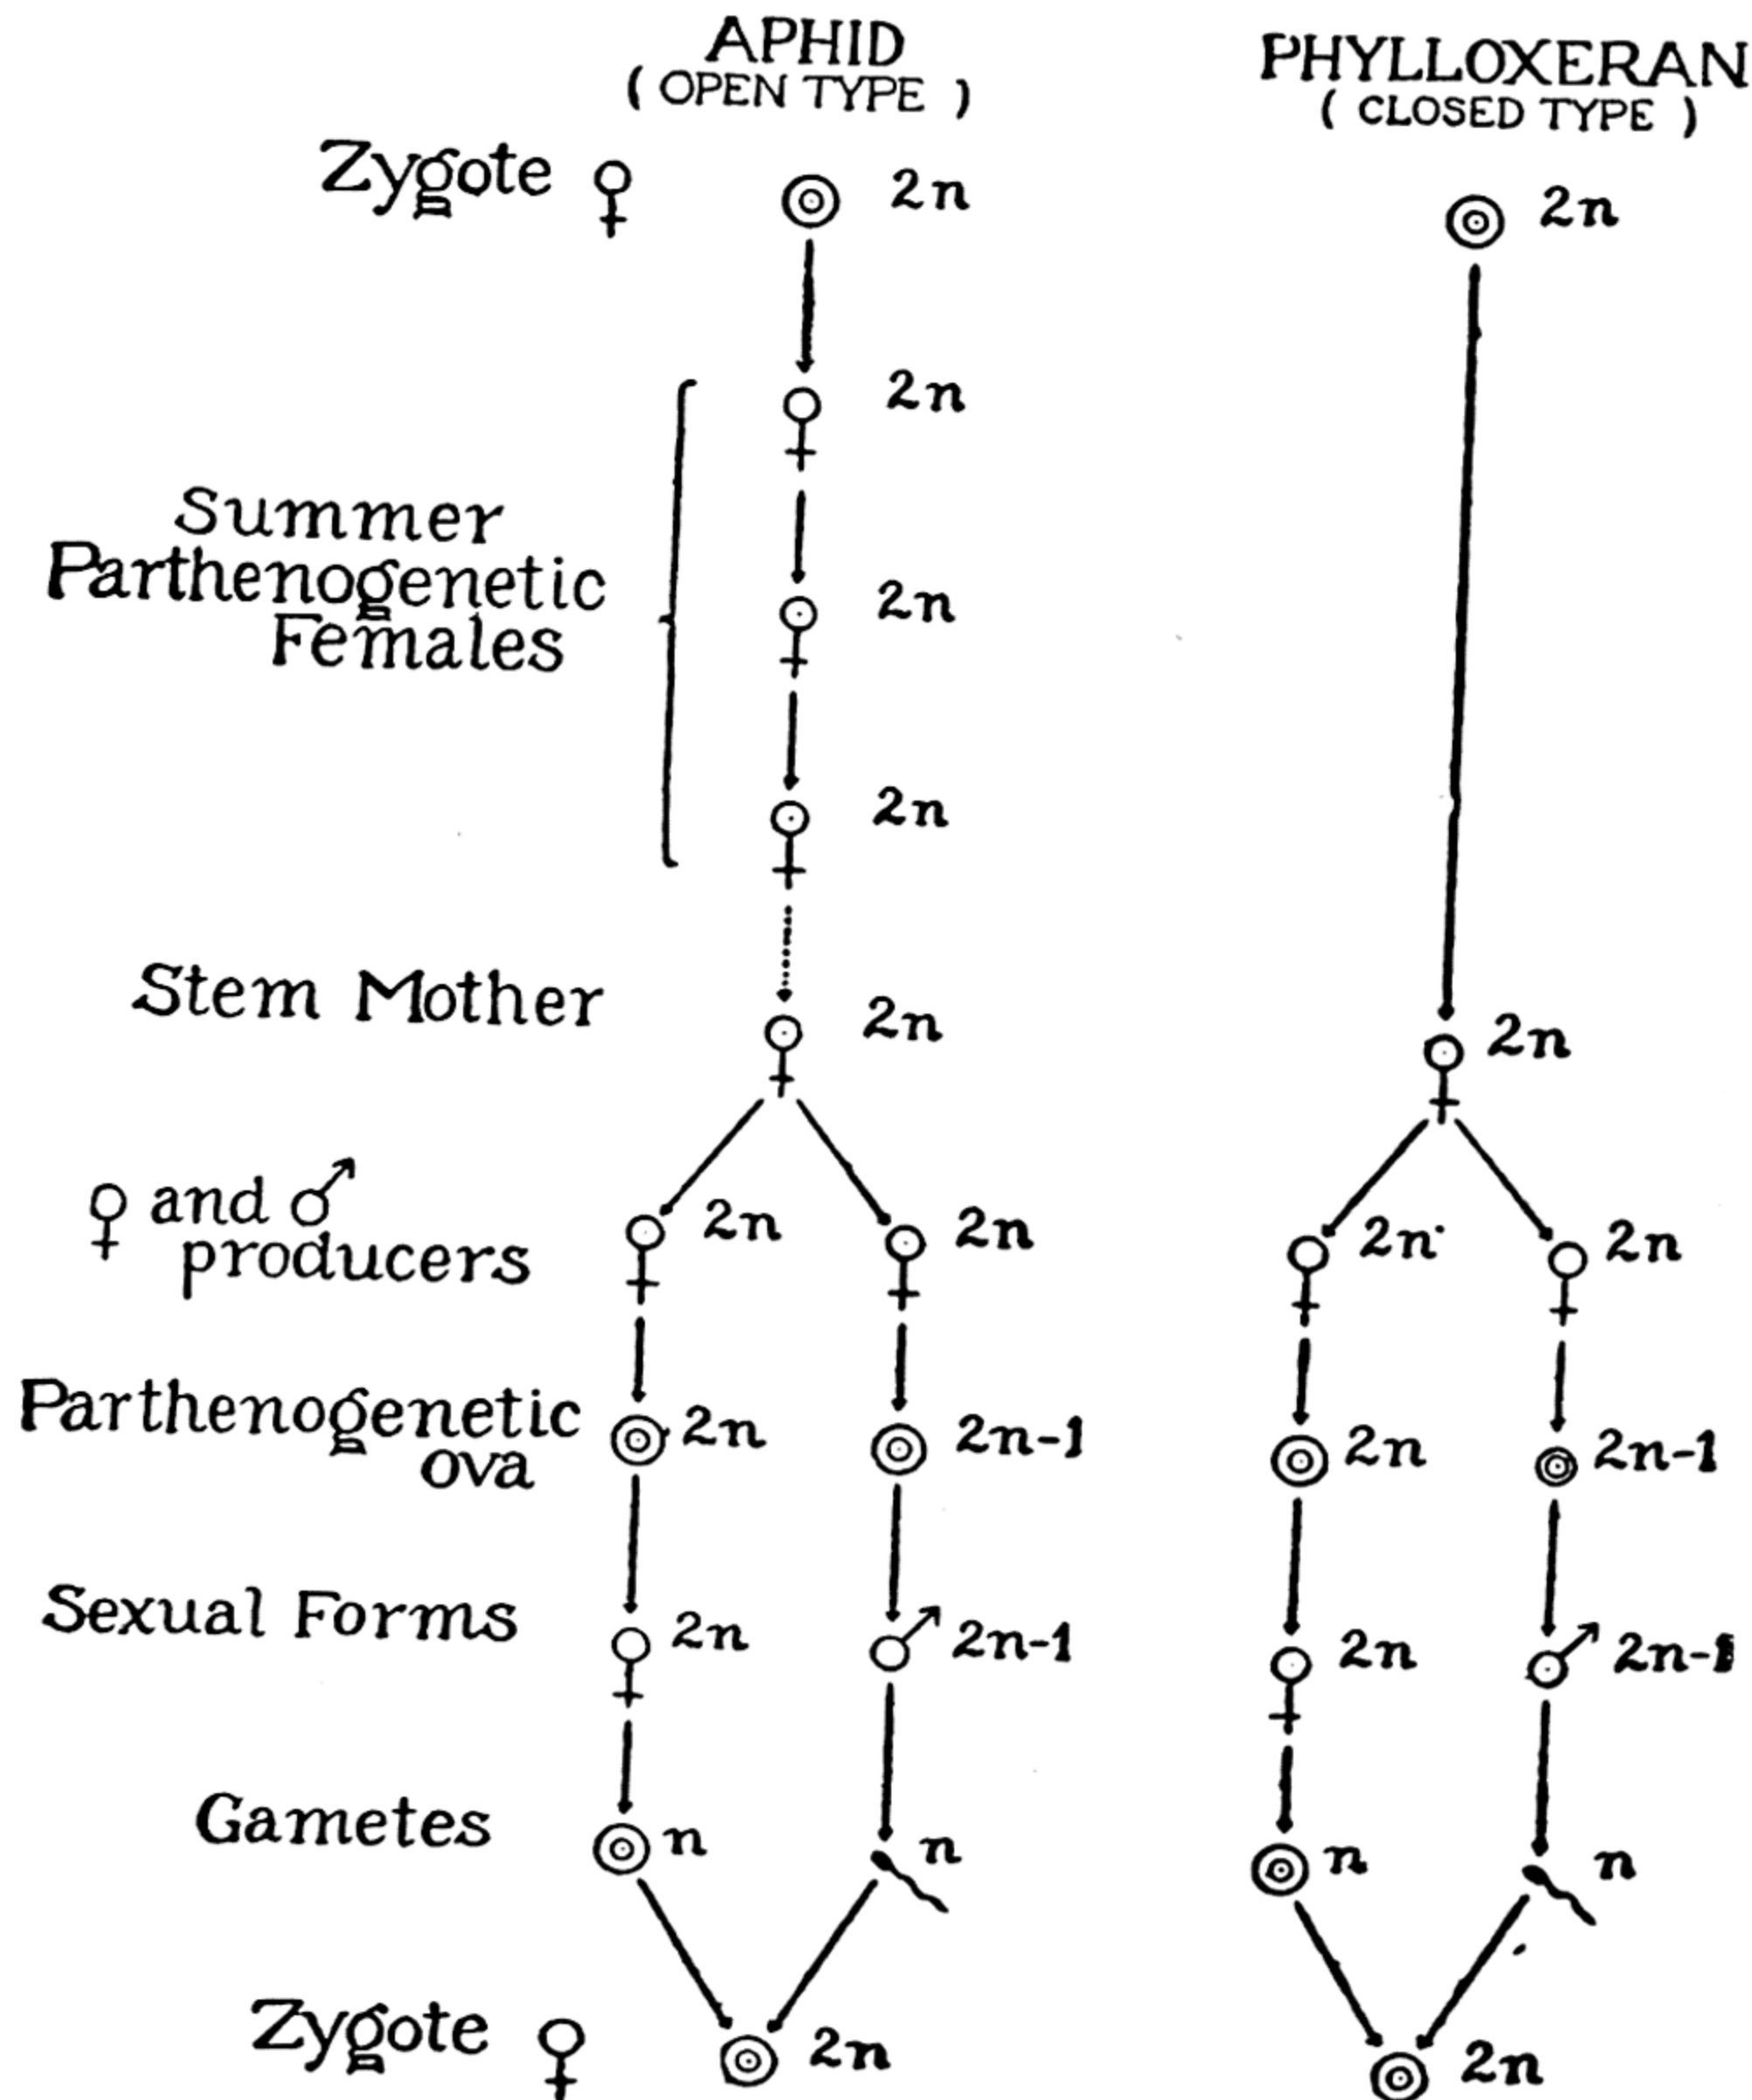 APHID
( OPEN TYPE )
PHYLLOXERAN
( CLOSED TYPE )
Zygote ♀ 2n 2n
2n
Summer
Parthenogenetic
Females
2n
2n
Stem Mother 2n 2n
♀ and ♂
producers
2n 2n 2n 2n
Parthenogenetic
ova
2n 2n-1 2n 2n-1
Sexual Forms 2n 2n-1 2n 2n-1
Gametes n n n n
Zygote ♀ 2n 2n